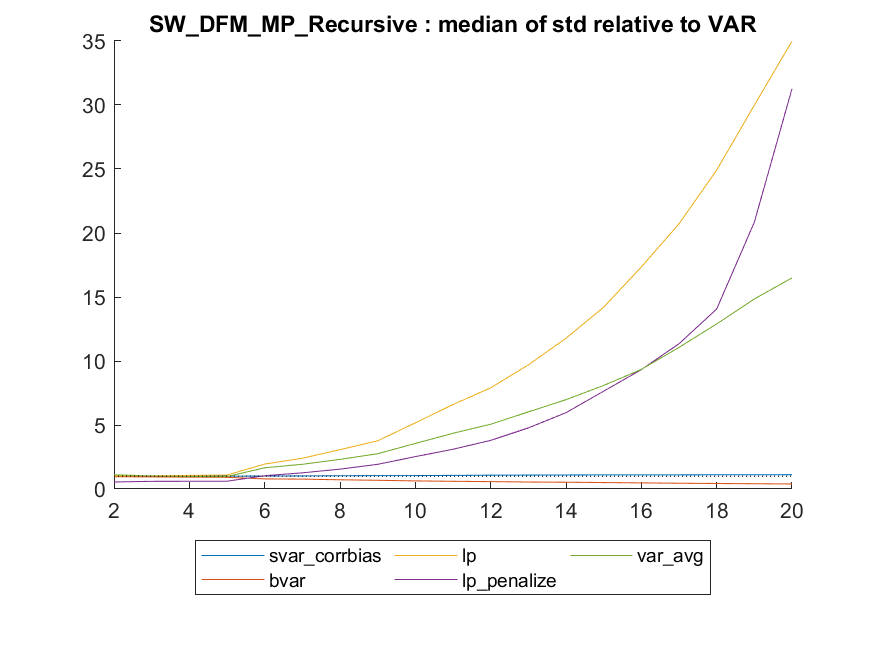 SW_DFM_MP_Recursive : median of std relative to VAR
35
30
25
20
15
10
5
0
2 4 6 8 10 12 14 16 18 20
svar_corrbias lp var_avg
bvar lp_penalize